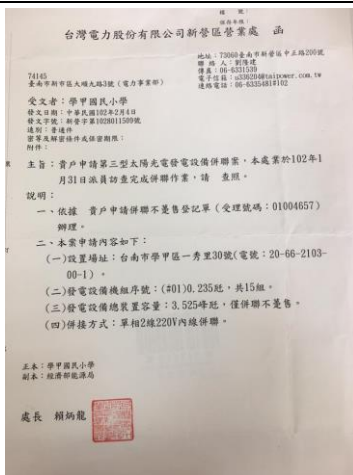 檔 號：
保存年限：
台灣電力股份有限公司新營區營業處 函
地址：73060臺南市新營區中正路200號
聯 絡 人：劉隆建
傳真：06-6331539
電子信箱：u336204@taipower.com.tw
連絡電話：06-6335481#102
74145
臺南市新市區大順九路3號（電力事業部）
受文者：學甲國民小學
發文日期：中華民國102年2月4日
發文字號：新營字第1028011509號
速別：普通件
密等及解密條件或保密期限：
附件：
主旨：貴戶申請第三型太陽光電發電設備併聯案，本處業於102年1
月31日派員訪查完成併聯作業，請 查照。
說明：
一、依據 貴戶申請併聯不躉售登記單（受理號碼：01004657）
辦理。
二、本案申請內容如下：
(一)設置場址：台南市學甲區一秀里30號(電號：20-66-2103-
00-1）。
(二)發電設備機組序號：(#01)0.235瓩，共15組。
(三)發電設備總裝置容量：3.525峰瓩，僅併聯不躉售。
(四)併接方式：單相2線220V內線併聯。
正本：學甲國民小學
副本：經濟部能源局
處長 賴炳龍